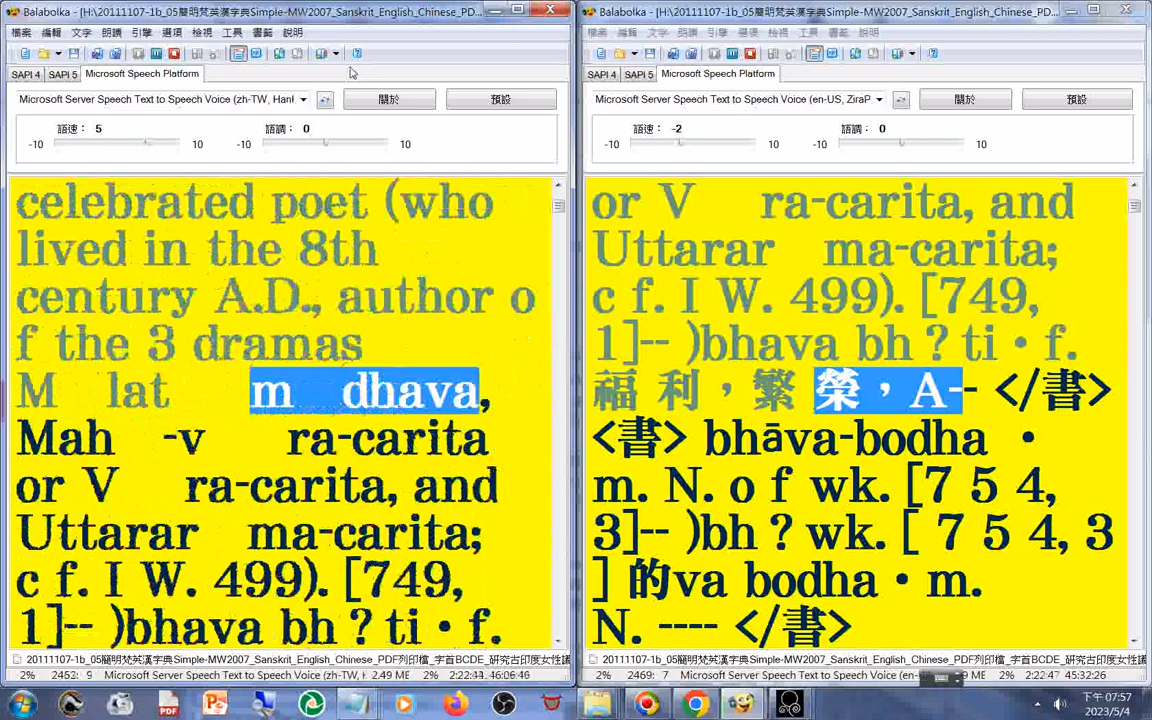 Balabolka - [H:\20111107-1b_05簡明梵英漢字典Simple-MW2007_Sanskrit_English_Chinese_PD...
檔案 編輯 文字 朗讀 引擎 選項 檢視 工具 書籤 說明
SAPI 4 SAPI 5 Microsoft Speech Platform
Microsoft Server Speech Text to Speech Voice (zh-TW, HanH
關於 預設
語速： 5 語調： 0
-10 10 -10 10
celebrated poet (who
lived in the 8th
century A.D., author o
f the 3 dramas
M lat m dhava,
Mah -v ra-carita
or V ra-carita, and
Uttarar ma-carita;
c f. I W. 499). [749,
1]-- )bhava bh ? ti • f.
20111107-1b_05簡明梵英漢字典Simple-MW2007_Sanskrit_English_Chinese_PDF列印檔_字首BCDE_研究古印度女性議
2% 2453: 9 Microsoft Server Speech Text to Speech Voice (zh-TW, H 2.49 MB 2%
Balabolka - [H:\20111107-1b_05簡明梵英漢字典Simple-MW2007_Sanskrit_English_Chinese_PD...
檔案 編輯 文字 朗讀 引擎 選項 檢視 工具 書籤 說明
SAPI 4 SAPI 5 Microsoft Speech Platform
Microsoft Server Speech Text to Speech Voice (en-US, ZiraP
關於 預設
語速： -2 語調： 0
-10 10 -10 10
or V ra-carita, and
Uttarar ma-carita;
c f. I W. 499). [749,
1]-- )bhava bh ? ti • f.
福 利，繁 榮，A-- </書>
<書> bhāva-bodha •
m. N. o f wk. [7 5 4,
3]-- )bh ? wk. [ 7 5 4, 3
] 的va bodha • m.
N. ---- </書>
20111107-1b_05簡明梵英漢字典Simple-MW2007_Sanskrit_English_Chinese_PDF列印檔_字首BCDE_研究古印度女性議
2% 2469: 7 Microsoft Server Speech Text to Speech Voice (en-US, 2% 2:22:47 45:32:26
下午 07:57
2023/5/4